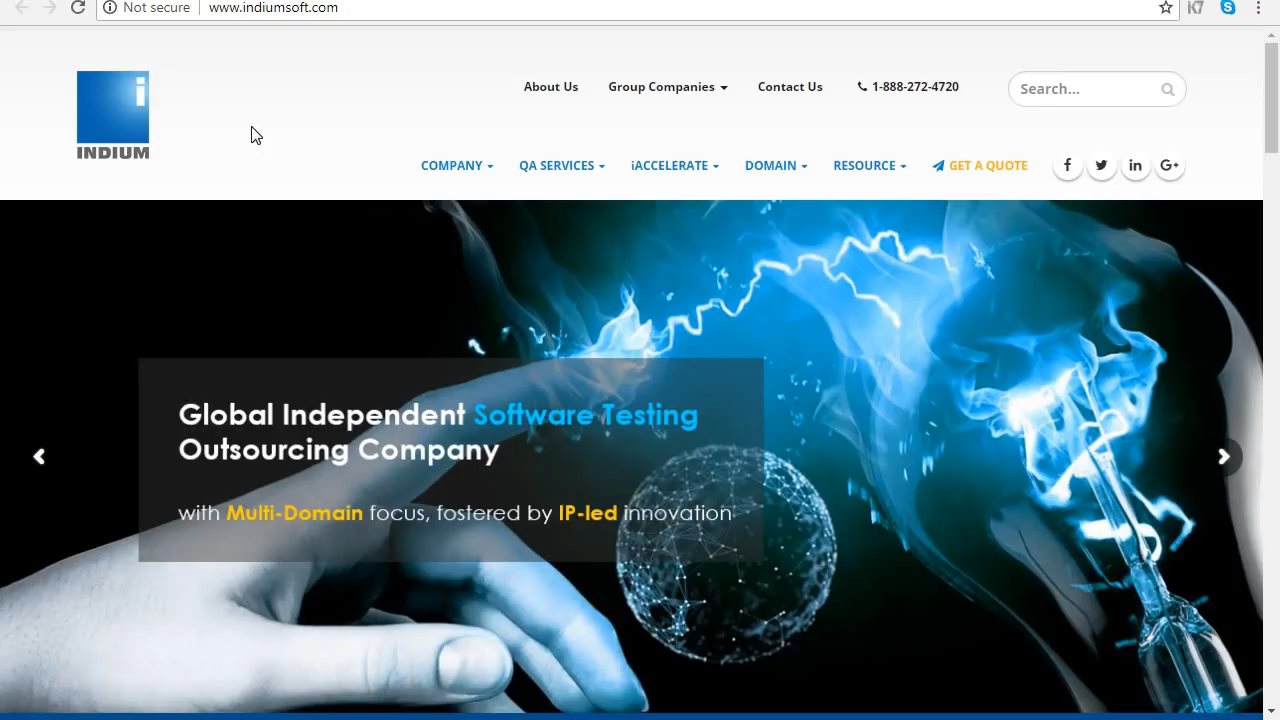 Not secure www.indiumsoft.com
i
INDIUM
About Us Group Companies Contact Us 1-888-272-4720 Search...
COMPANY QA SERVICES iACCELERATE DOMAIN RESOURCE GET A QUOTE f in G+
Global Independent Software Testing
Outsourcing Company
with Multi-Domain focus, fostered by IP-led innovation